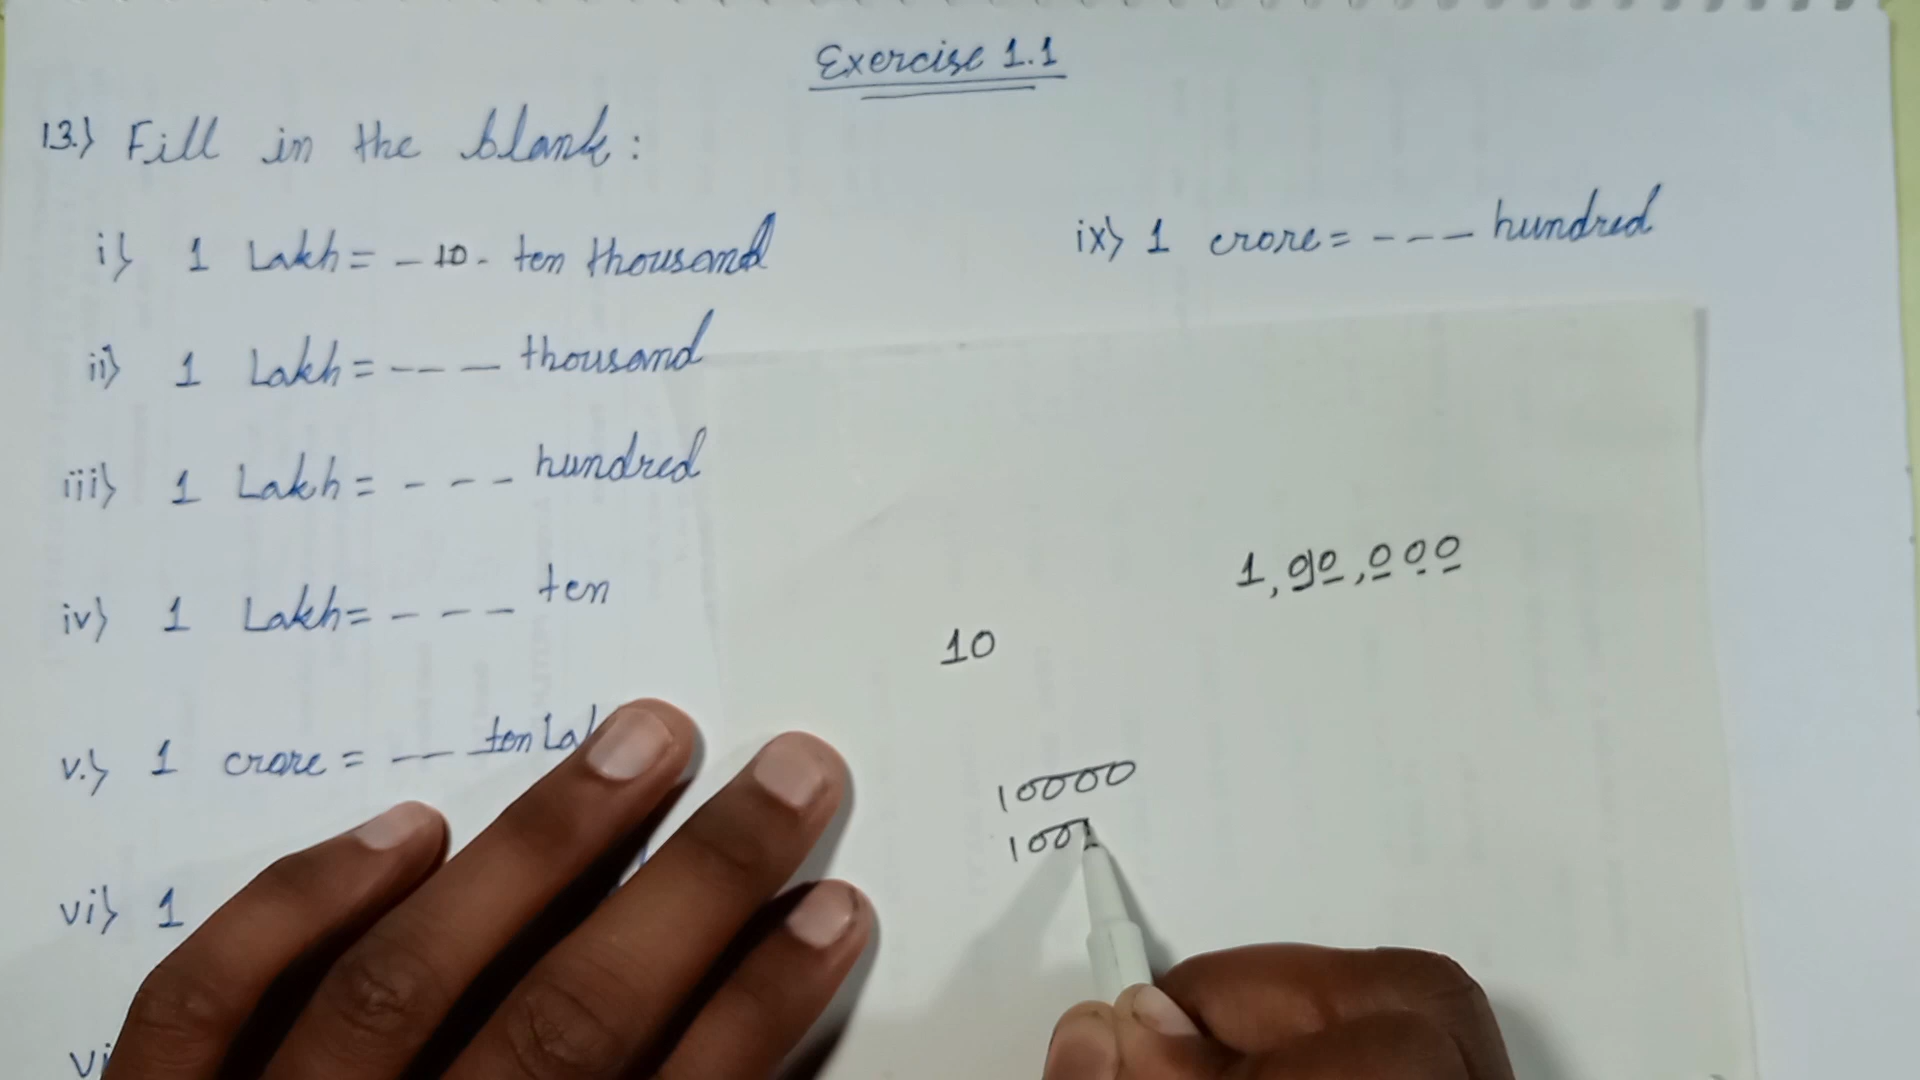 Exercise 1.1
13.) Fill in the blank :
i) 1 Lakh = - 10 - ten thousand
ii) 1 Lakh = - - - thousand
iii) 1 Lakh = - - - hundred
iv) 1 Lakh = - - - ten
v.) 1 crore = - - ten
vi) 1
ix) 1 crore = - - - hundred
1,00,000
10
10000